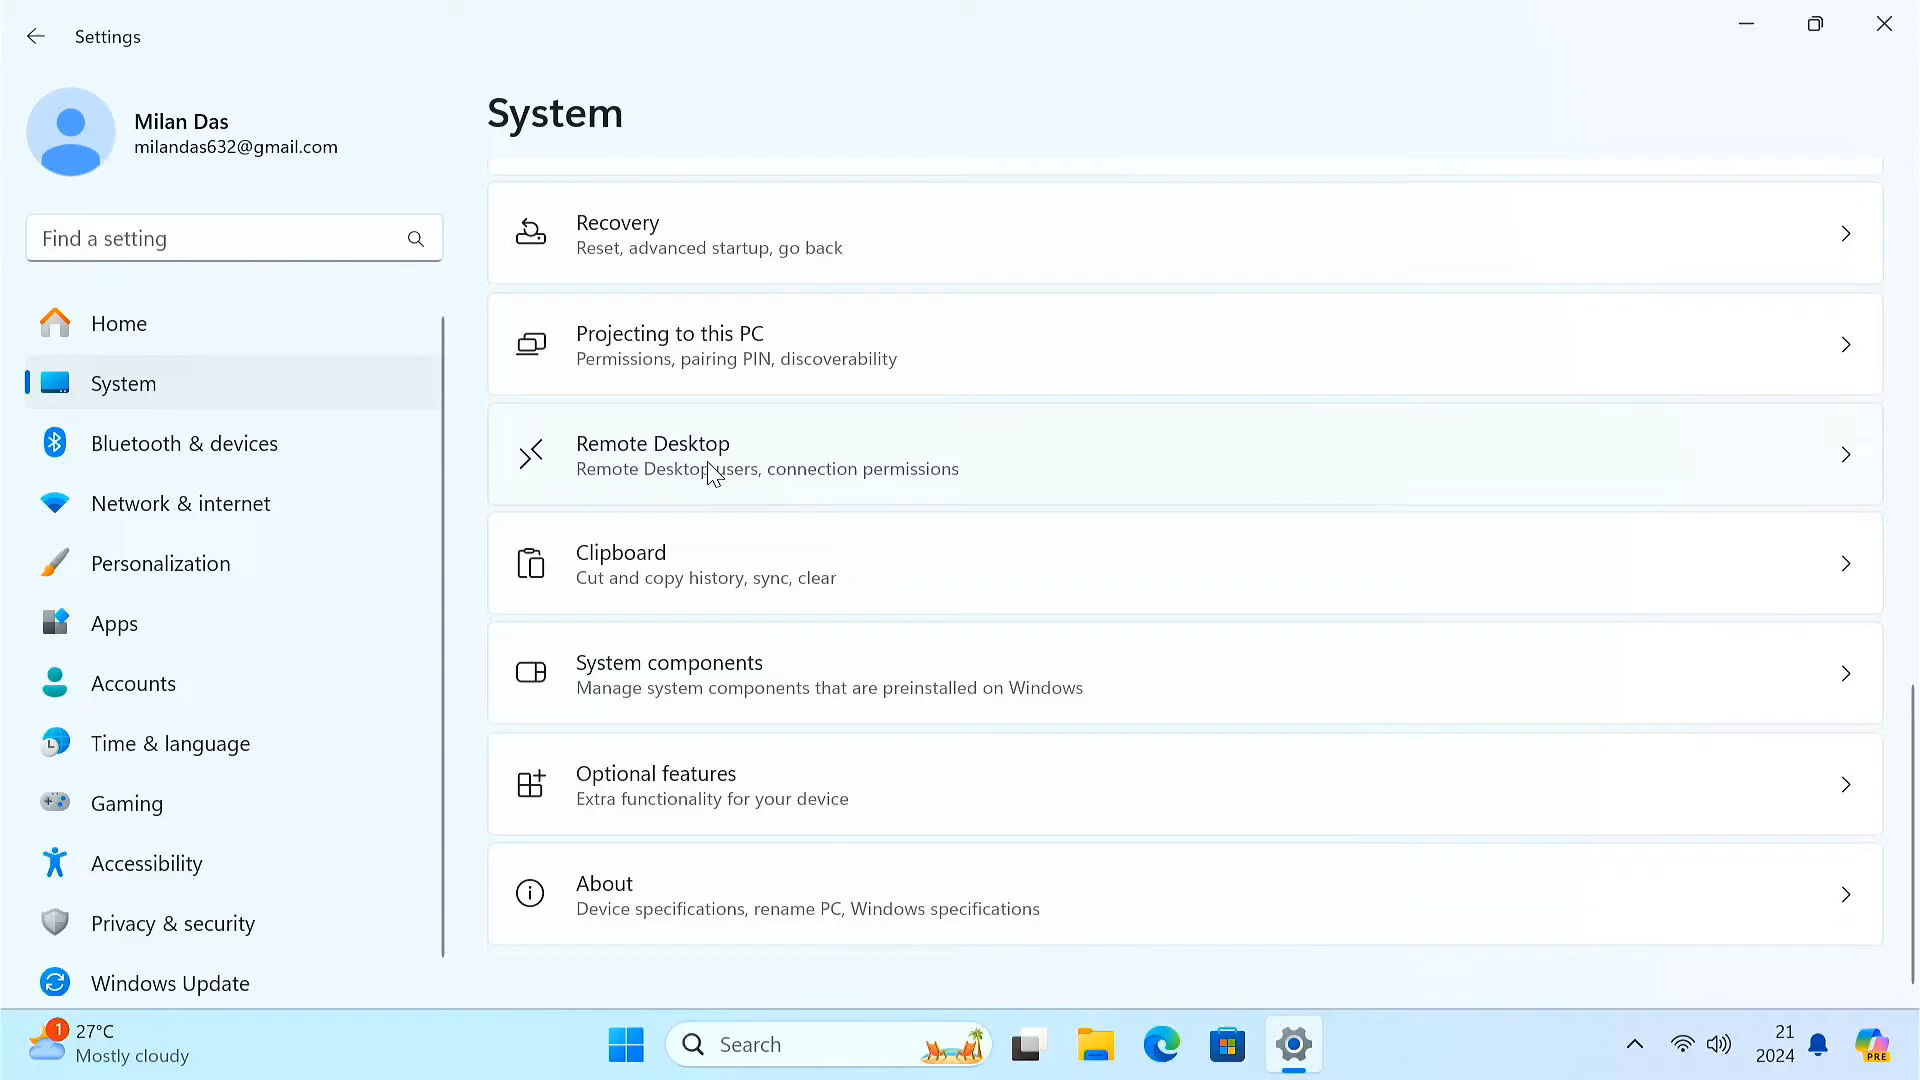 Settings
Milan Das
milandas632@gmail.com
Find a setting
Home
System
Bluetooth & devices
Network & internet
Personalization
Apps
Accounts
Time & language
Gaming
Accessibility
Privacy & security
Windows Update
System
Recovery
Reset, advanced startup, go back
Projecting to this PC
Permissions, pairing PIN, discoverability
Remote Desktop
Remote Desktop users, connection permissions
Clipboard
Cut and copy history, sync, clear
System components
Manage system components that are preinstalled on Windows
Optional features
Extra functionality for your device
About
Device specifications, rename PC, Windows specifications
1
27°C
Mostly cloudy
Search
21
2024
PRE